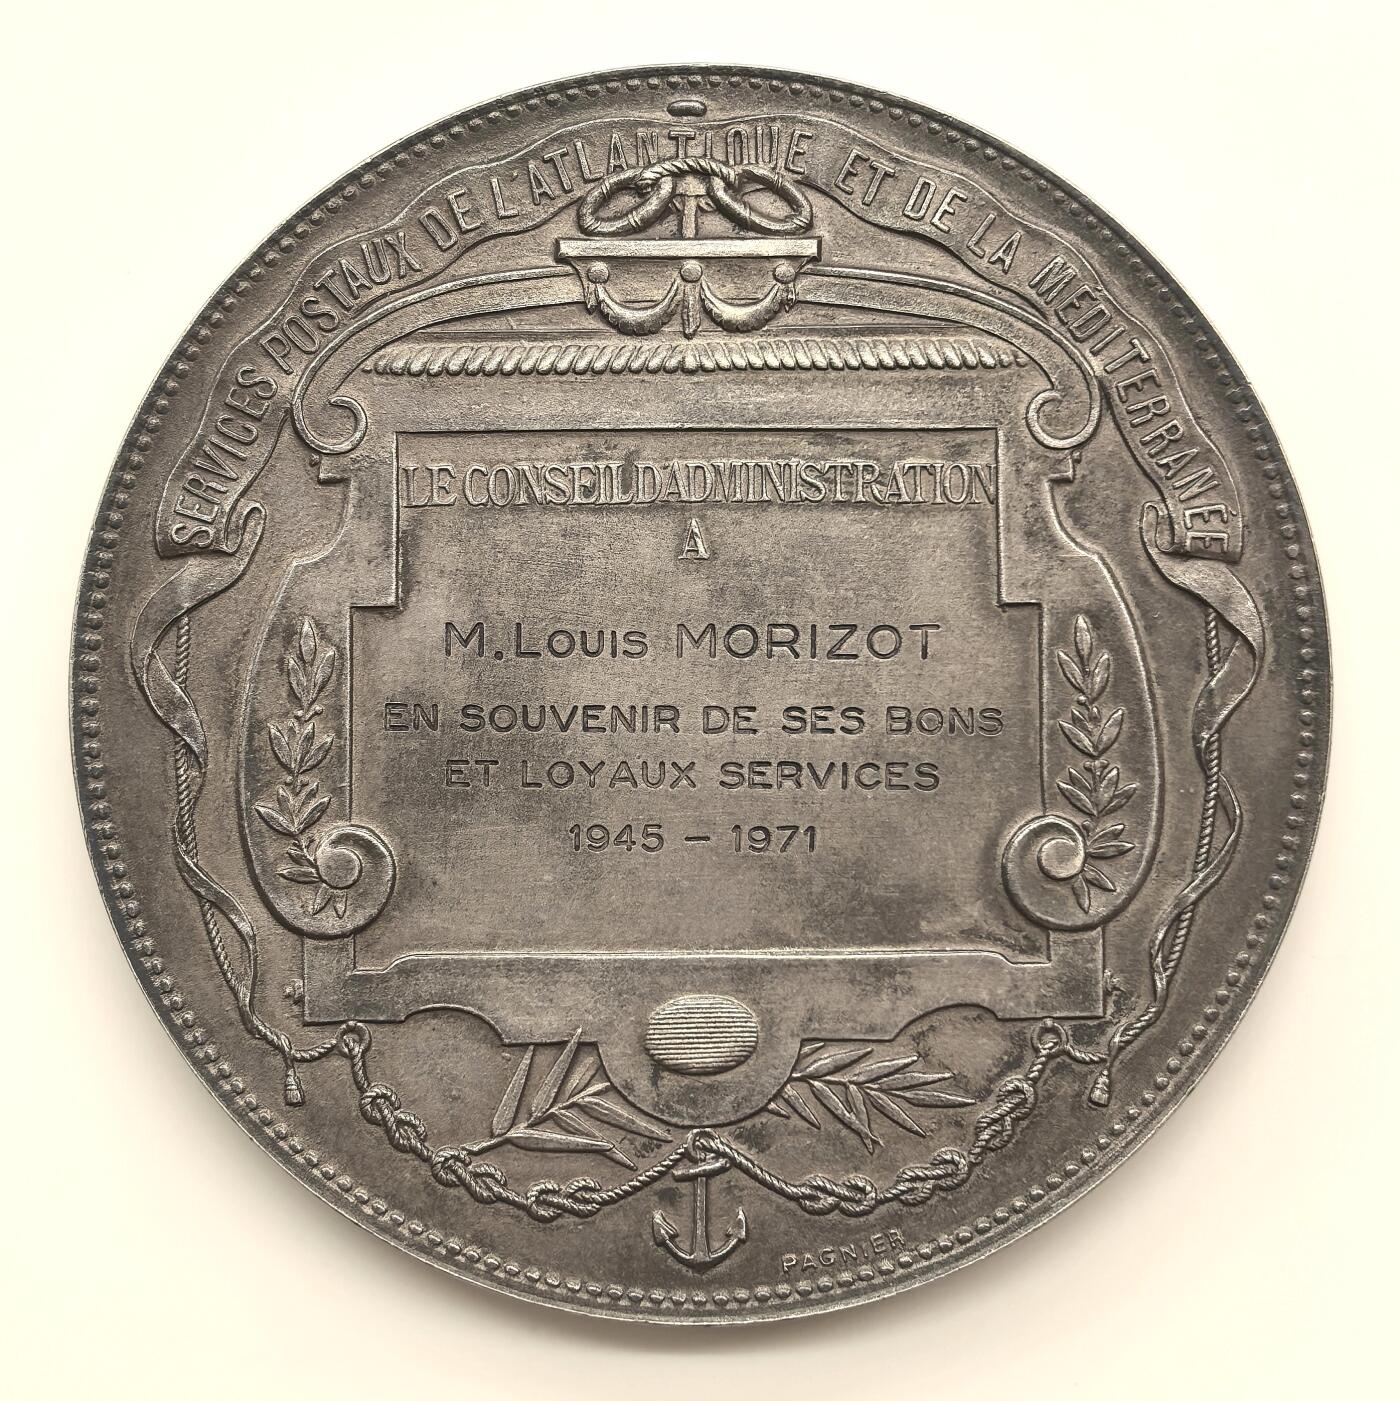 SERVICES POSTAUX DE L'ATLANTIQUE ET DE LA MÉDITERRANÉE
LE CONSEIL D'ADMINISTRATION
A
M. Louis MORIZOT
EN SOUVENIR DE SES BONS
ET LOYAUX SERVICES
1945 - 1971
PAGNIER